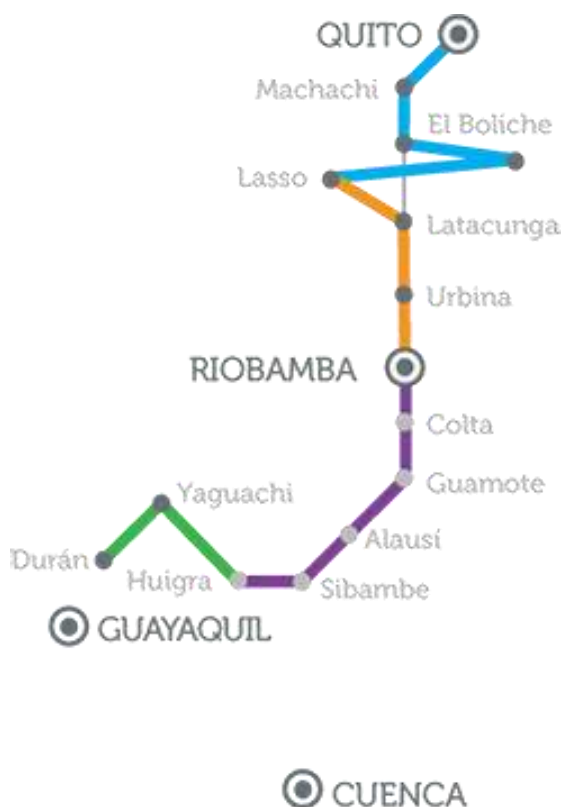 QUITO
Machachi
El Boliche
Lasso
Latacunga
Urbina
RIOBAMBA
Colta
Guamote
Yaguachi
Alausí
Durán
Huigra
Sibambe
GUAYAQUIL
CUENCA